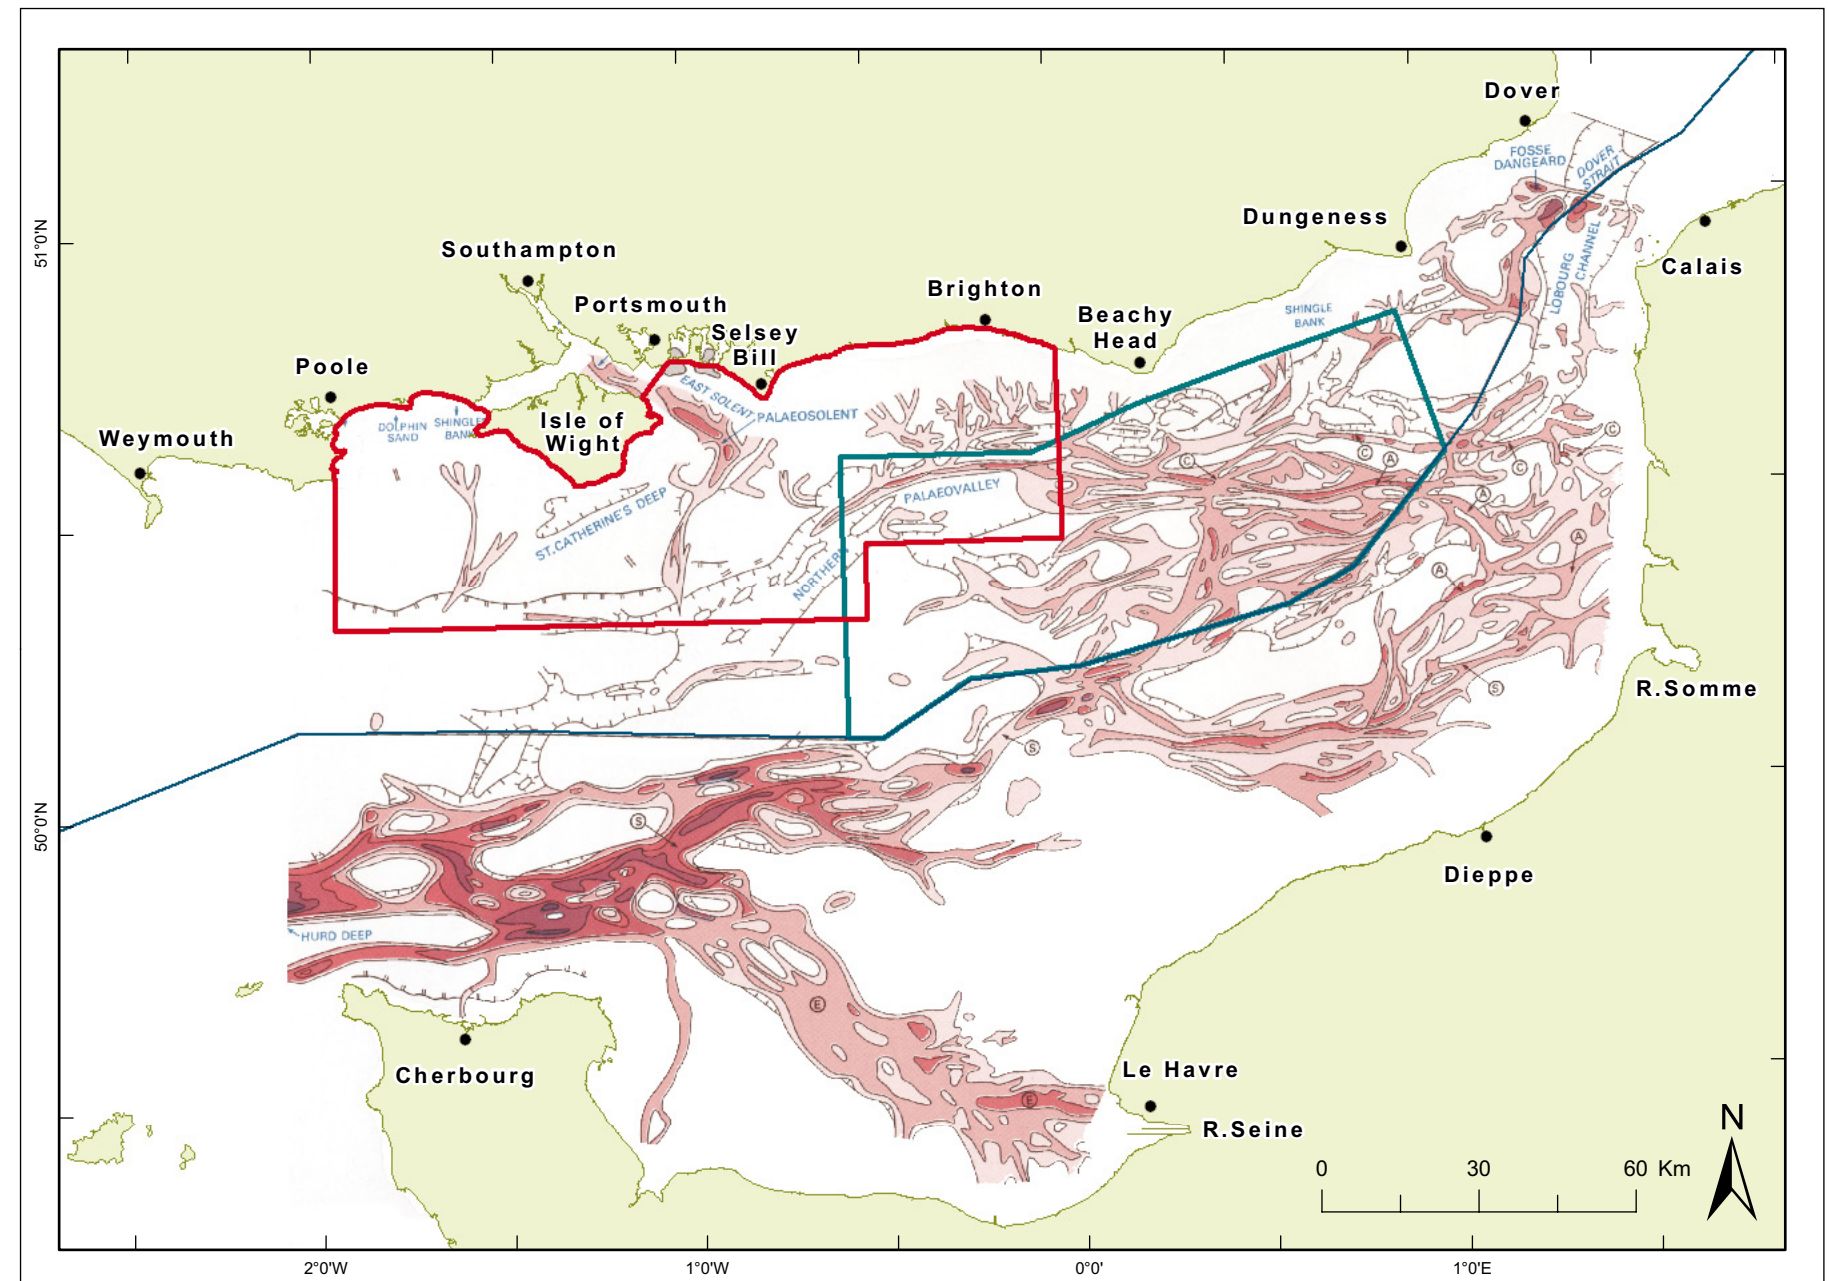 Dover
FOSSE
DANGEARD
DOVER
STRAIT
Dungeness
51°0'N
Southampton
Calais
LOBOURG
CHANNEL
Brighton
Portsmouth
SHINGLE
BANK
Beachy
Head
Selsey
Bill
Poole
EAST SOLENT
PALAEOSOLENT
DOLPHIN
SAND
SHINGLE
BANK
Isle of
Wight
Weymouth
C
C
A
C
PALAEOVALLEY
A
ST. CATHERINE'S DEEP
A
NORTHERN
A
R.Somme
S
S
50°0'N
S
Dieppe
HURD DEEP
E
Cherbourg
Le Havre
E
R.Seine
N
0 30 60 Km
2°0'W 1°0'W 0°0' 1°0'E